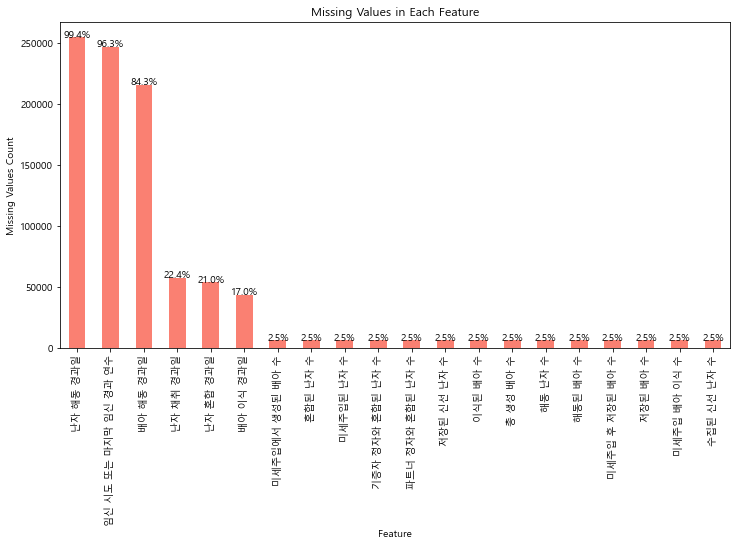 Missing Values in Each Feature
Missing Values Count
250000
200000
150000
100000
50000
0
99.4%
96.3%
84.3%
22.4%
21.0%
17.0%
2.5%
2.5%
2.5%
2.5%
2.5%
2.5%
2.5%
2.5%
2.5%
2.5%
2.5%
2.5%
2.5%
2.5%
난자 해동 경과일
임신 시도 또는 마지막 임신 경과 연수
배아 해동 경과일
난자 채취 경과일
난자 혼합 경과일
배아 이식 경과일
미세주입에서 생성된 배아 수
혼합된 난자 수
미세주입된 난자 수
기증자 정자와 혼합된 난자 수
파트너 정자와 혼합된 난자 수
저장된 신선 난자 수
이식된 배아 수
총 생성 배아 수
해동 난자 수
해동된 배아 수
미세주입 후 저장된 배아 수
저장된 배아 수
미세주입 배아 이식 수
수집된 신선 난자 수
Feature